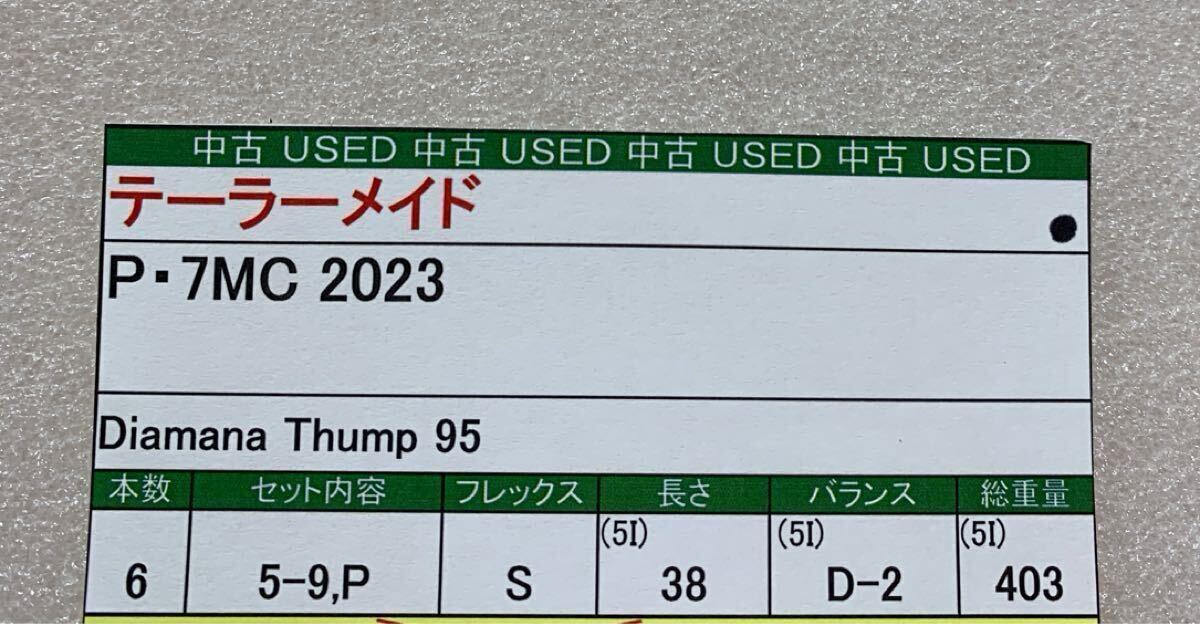 中古 USED 中古 USED 中古 USED 中古 USED
テーラーメイド
P・7MC 2023
Diamana Thump 95
本数 セット内容 フレックス 長さ バランス 総重量
(5I) (5I) (5I)
6 5-9,P S 38 D-2 403